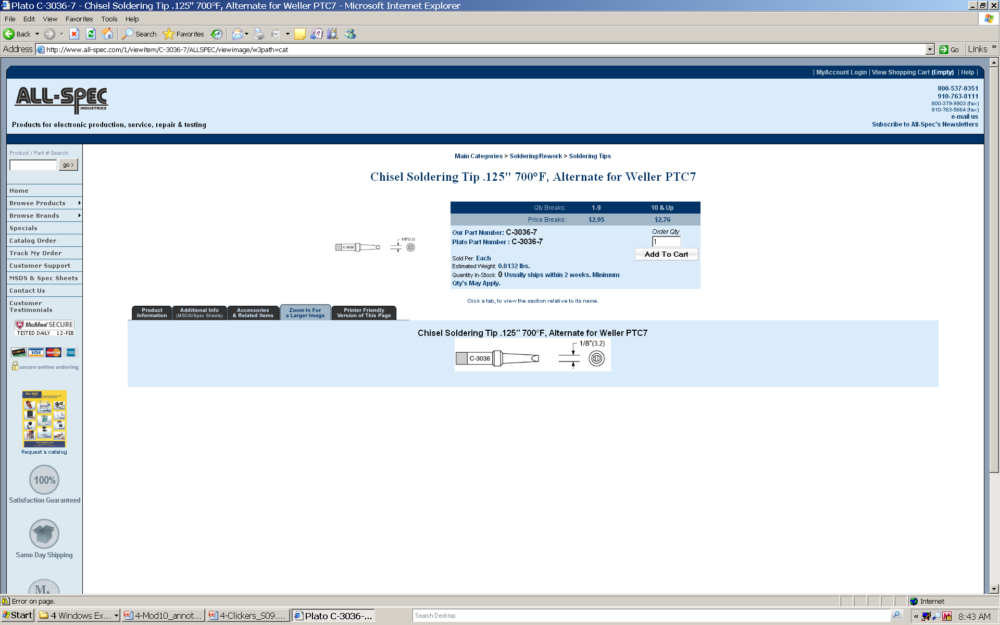 Plato C-3036-7 - Chisel Soldering Tip .125" 700°F, Alternate for Weller PTC7 - Microsoft Internet Explorer
File Edit View Favorites Tools Help
Back Search Favorites
Address http://www.all-spec.com/1/viewitem/C-3036-7/ALLSPEC/viewimage/w3path=cat Go Links »
| MyAccount Login | View Shopping Cart (Empty) | Help |
ALL-SPEC
INDUSTRIES
Products for electronic production, service, repair & testing
800-537-0351
910-763-8111
800-379-9903 (fax)
910-763-5664 (fax)
e-mail us
Subscribe to All-Spec's Newsletters
Product / Part # Search
go >
Home
Browse Products
Browse Brands
Specials
Catalog Order
Track My Order
Customer Support
MSDS & Spec Sheets
Contact Us
Customer
Testimonials
McAfee SECURE
TESTED DAILY 12-FEB
DISCOVER VISA MasterCard
secure online ordering
ALL-SPEC
Request a catalog
100%
Satisfaction Guaranteed
Same Day Shipping
Main Categories > Soldering/Rework > Soldering Tips
Chisel Soldering Tip .125" 700°F, Alternate for Weller PTC7
C-3036 1/8"(3.2)
Qty Breaks: 1-9 10 & Up
Price Breaks: $2.95 $2.76
Our Part Number: C-3036-7
Plato Part Number : C-3036-7
Order Qty
1
Add To Cart
Sold Per: Each
Estimated Weight: 0.0132 lbs.
Quantity In-Stock: 0 Usually ships within 2 weeks. Minimum
Qty's May Apply.
Click a tab, to view the section relative to its name.
Product
Information
Additional Info
(MSDS/Spec Sheets)
Accessories
& Related Items
Zoom In For
a Larger Image
Printer Friendly
Version of This Page
Chisel Soldering Tip .125" 700°F, Alternate for Weller PTC7
C-3036 1/8"(3.2)
Error on page. Internet
Start 4 Windows Ex... 4-Mod10_annot... 4-Clickers_S09.... Plato C-3036-... Search Desktop « 8:43 AM